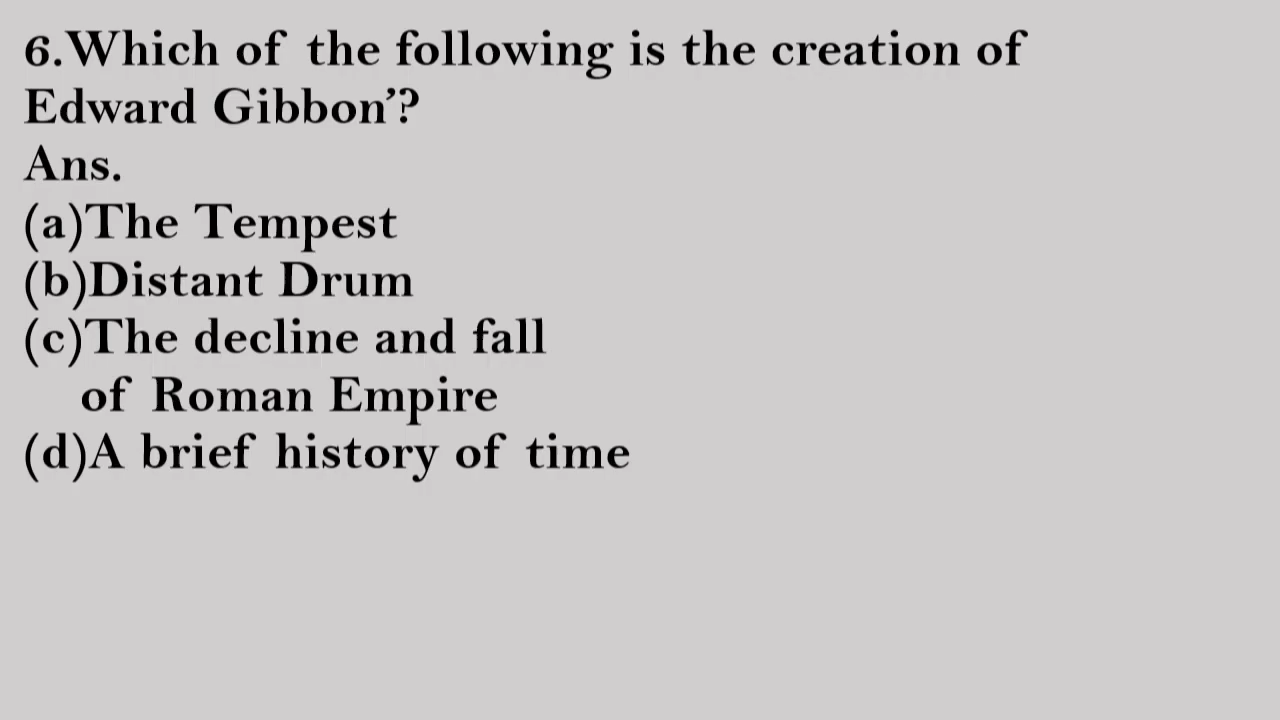 6.Which of the following is the creation of
Edward Gibbon’?
Ans.
(a)The Tempest
(b)Distant Drum
(c)The decline and fall
of Roman Empire
(d)A brief history of time